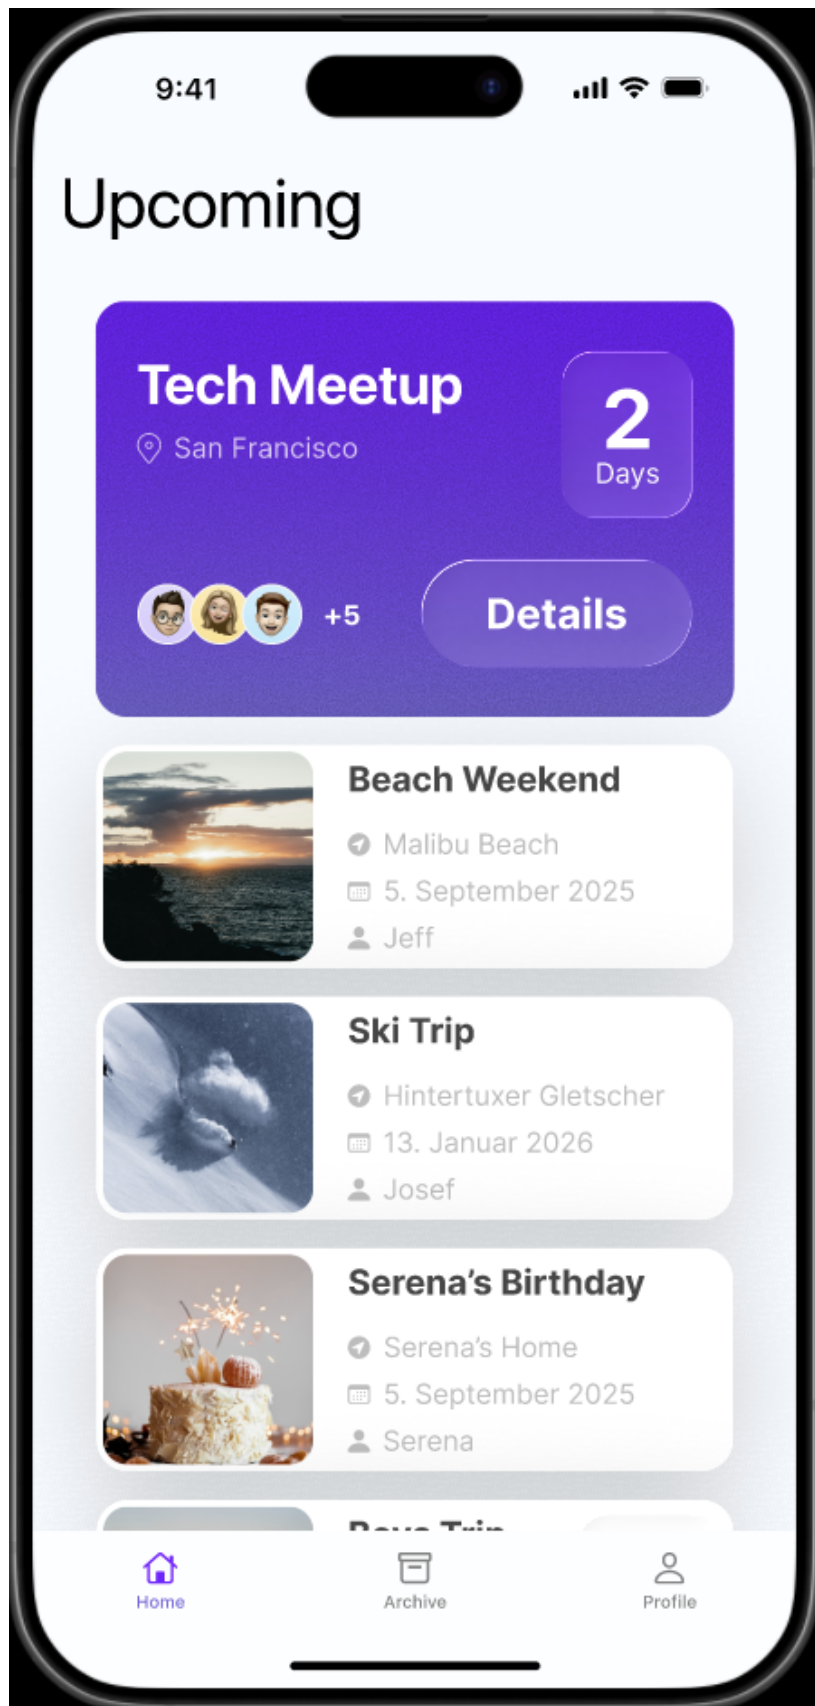 9:41
Upcoming
Tech Meetup
San Francisco
2
Days
+5
Details
Beach Weekend
Malibu Beach
5. September 2025
Jeff
Ski Trip
Hintertuxer Gletscher
13. Januar 2026
Josef
Serena’s Birthday
Serena’s Home
5. September 2025
Serena
Boys Trip
Home
Archive
Profile